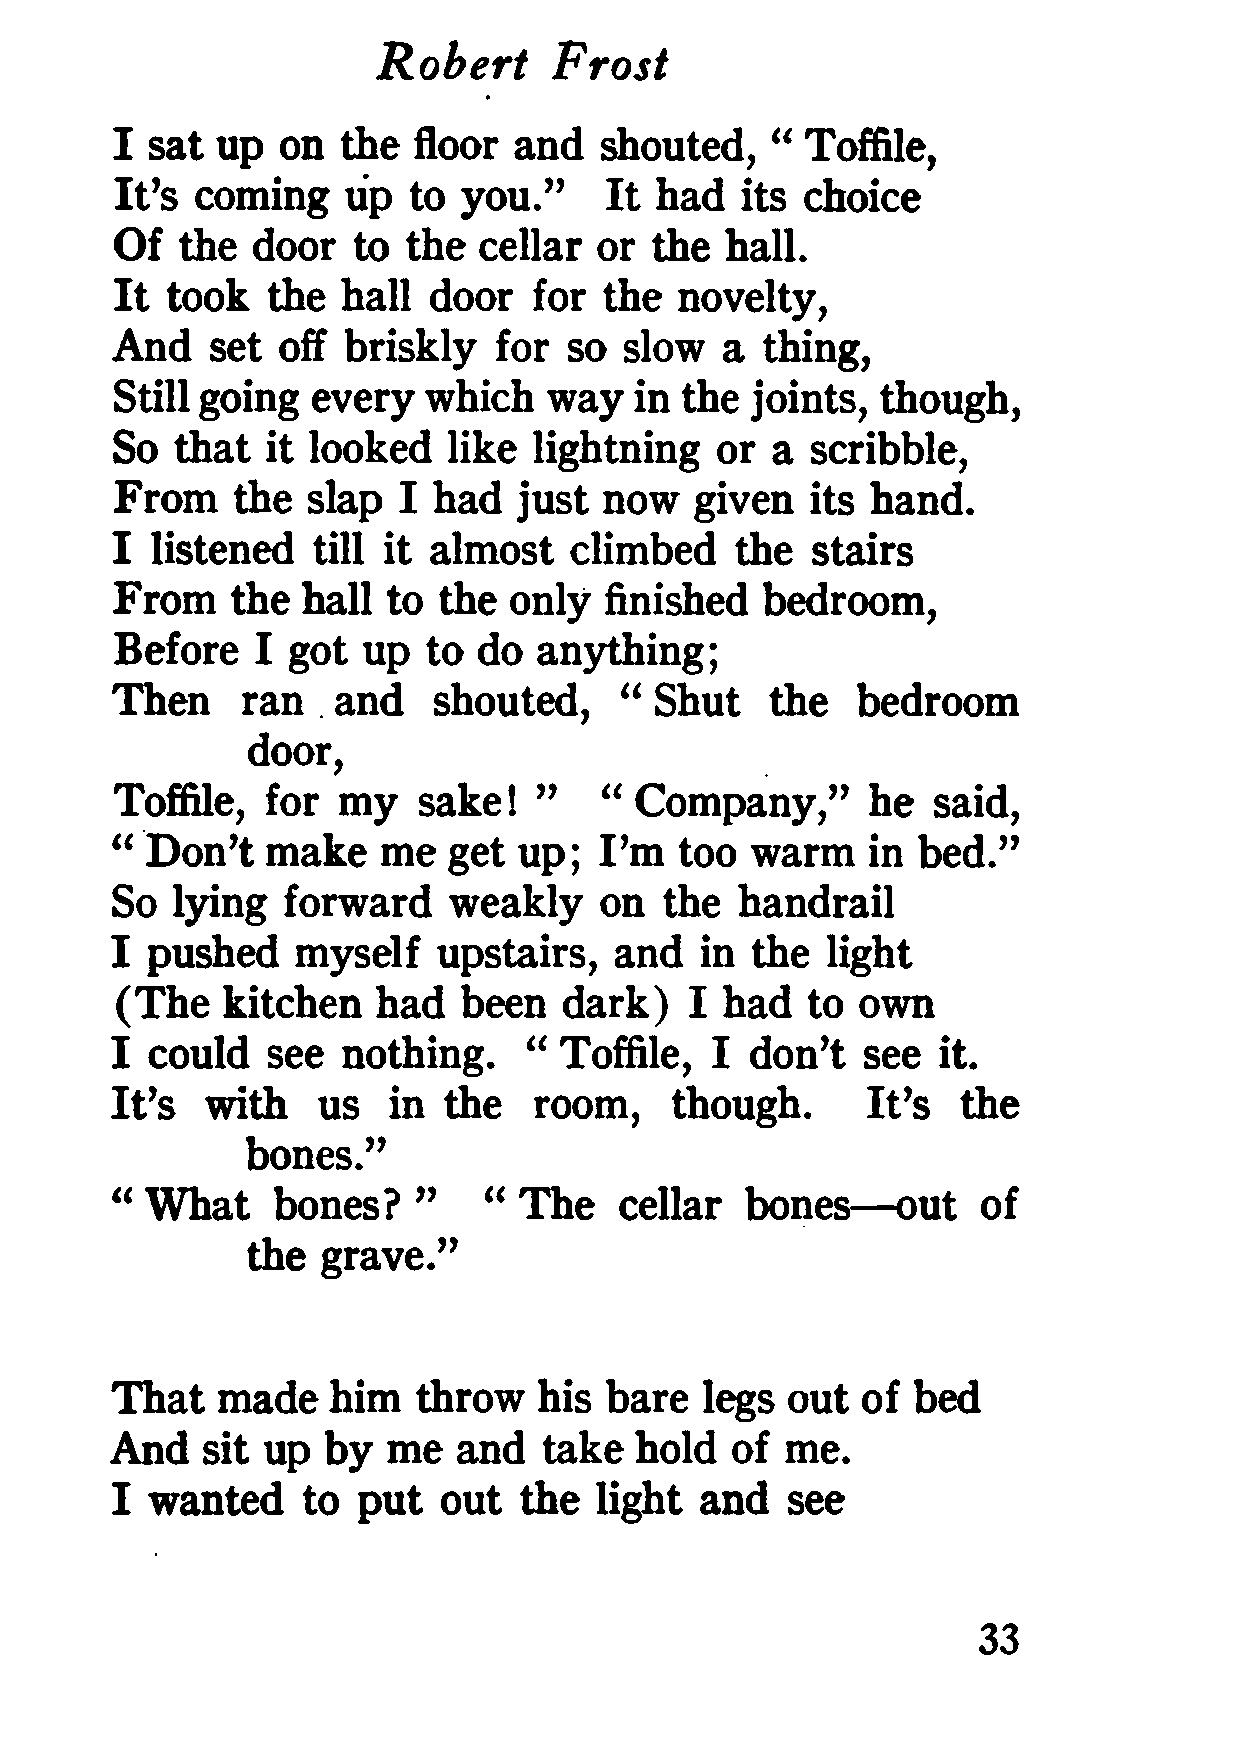 Robert Frost
I sat up on the floor and shouted, “ Toffile,
It's coming up to you.” It had its choice
Of the door to the cellar or the hall.
It took the hall door for the novelty,
And set off briskly for so slow a thing,
Still going every which way in the joints, though,
So that it looked like lightning or a scribble,
From the slap I had just now given its hand.
I listened till it almost climbed the stairs
From the hall to the only finished bedroom,
Before I got up to do anything;
Then ran and shouted, “ Shut the bedroom
door,
Toffile, for my sake! ” “ Company,” he said,
“ Don't make me get up; I'm too warm in bed.”
So lying forward weakly on the handrail
I pushed myself upstairs, and in the light
(The kitchen had been dark) I had to own
I could see nothing. “ Toffile, I don't see it.
It's with us in the room, though. It's the
bones.”
“ What bones? ” “ The cellar bones—out of
the grave.”
That made him throw his bare legs out of bed
And sit up by me and take hold of me.
I wanted to put out the light and see
33